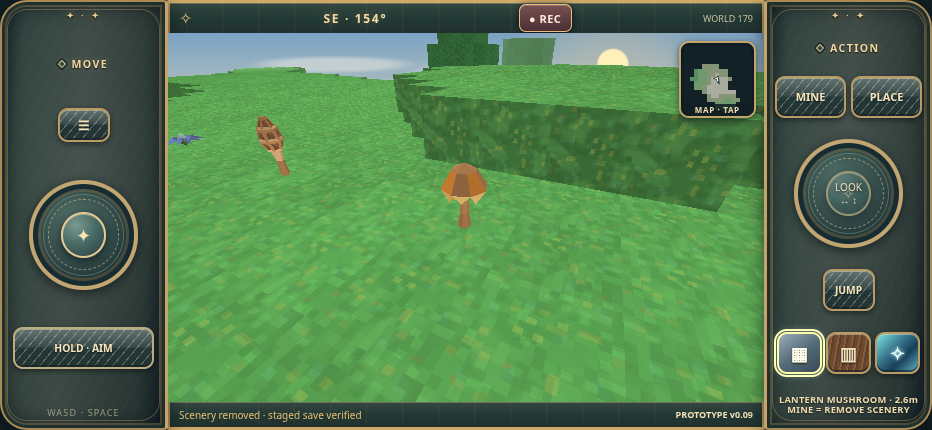 MOVE
HOLD · AIM
WASD · SPACE
SE · 154°
● REC
WORLD 179
MAP · TAP
Scenery removed · staged save verified
PROTOTYPE v0.09
ACTION
MINE
PLACE
LOOK
JUMP
LANTERN MUSHROOM · 2.6m
MINE = REMOVE SCENERY